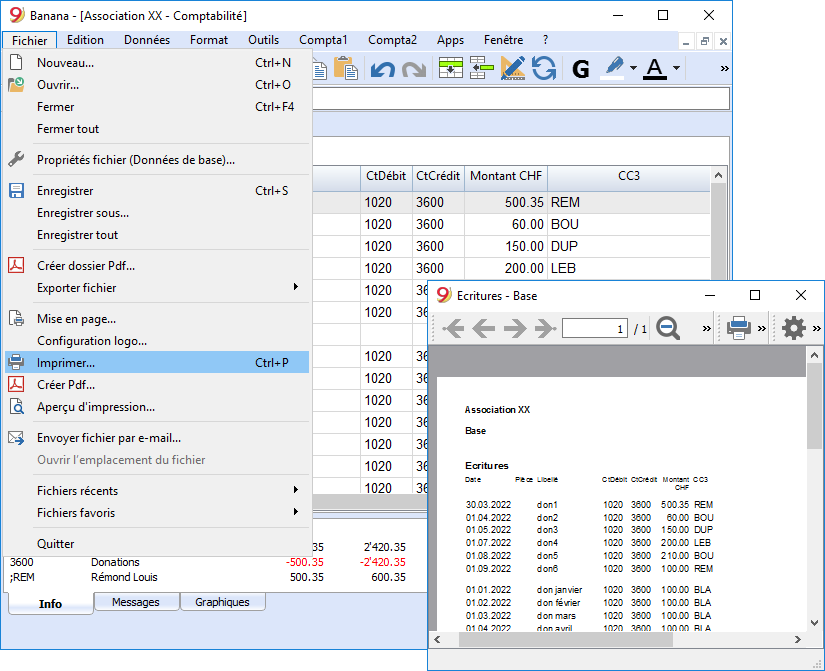 Banana - [Association XX - Comptabilité]
Fichier Edition Données Format Outils Compta1 Compta2 Apps Fenêtre ?
Nouveau... Ctrl+N
Ouvrir... Ctrl+O
Fermer Ctrl+F4
Fermer tout
Propriétés fichier (Données de base)...
Enregistrer Ctrl+S
Enregistrer sous...
Enregistrer tout
Créer dossier Pdf...
Exporter fichier
Mise en page...
Configuration logo...
Imprimer... Ctrl+P
Créer Pdf...
Aperçu d'impression...
Envoyer fichier par e-mail...
Ouvrir l'emplacement du fichier
Fichiers récents
Fichiers favoris
Quitter
G A »
CtDébit CtCrédit Montant CHF CC3
1020 3600 500.35 REM
1020 3600 60.00 BOU
1020 3600 150.00 DUP
1020 3600 200.00 LEB
1020
1020
1020
1020
1020
1020
1020
1020
1020
2'420.35
3600 Donations -500.35 -2'420.35
;REM Rémond Louis 500.35 600.35
Info Messages Graphiques
Ecritures - Base
1 / 1 » » »
Association XX
Base
Ecritures
Date Pièce Libellé CtDébit CtCrédit Montant CHF CC3
30.03.2022 don1 1020 3600 500.35 REM
01.04.2022 don2 1020 3600 60.00 BOU
01.05.2022 don3 1020 3600 150.00 DUP
01.07.2022 don4 1020 3600 200.00 LEB
01.08.2022 don5 1020 3600 210.00 BOU
01.09.2022 don6 1020 3600 100.00 REM
01.01.2022 don janvier 1020 3600 100.00 BLA
01.02.2022 don février 1020 3600 100.00 BLA
01.03.2022 don mars 1020 3600 100.00 BLA
01.04.2022 don avril 1020 3600 100.00 BLA